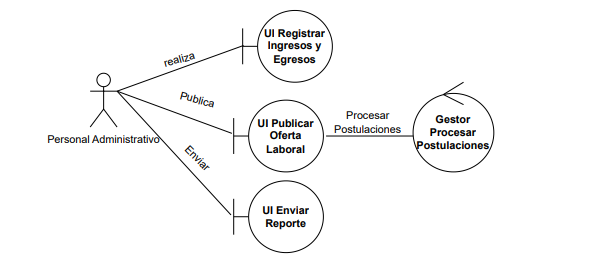 UI Registrar
Ingresos y
Egresos
realiza
Publica
Procesar
Postulaciones
UI Publicar
Oferta
Laboral
Gestor
Procesar
Postulaciones
Personal Administrativo
Enviar
UI Enviar
Reporte